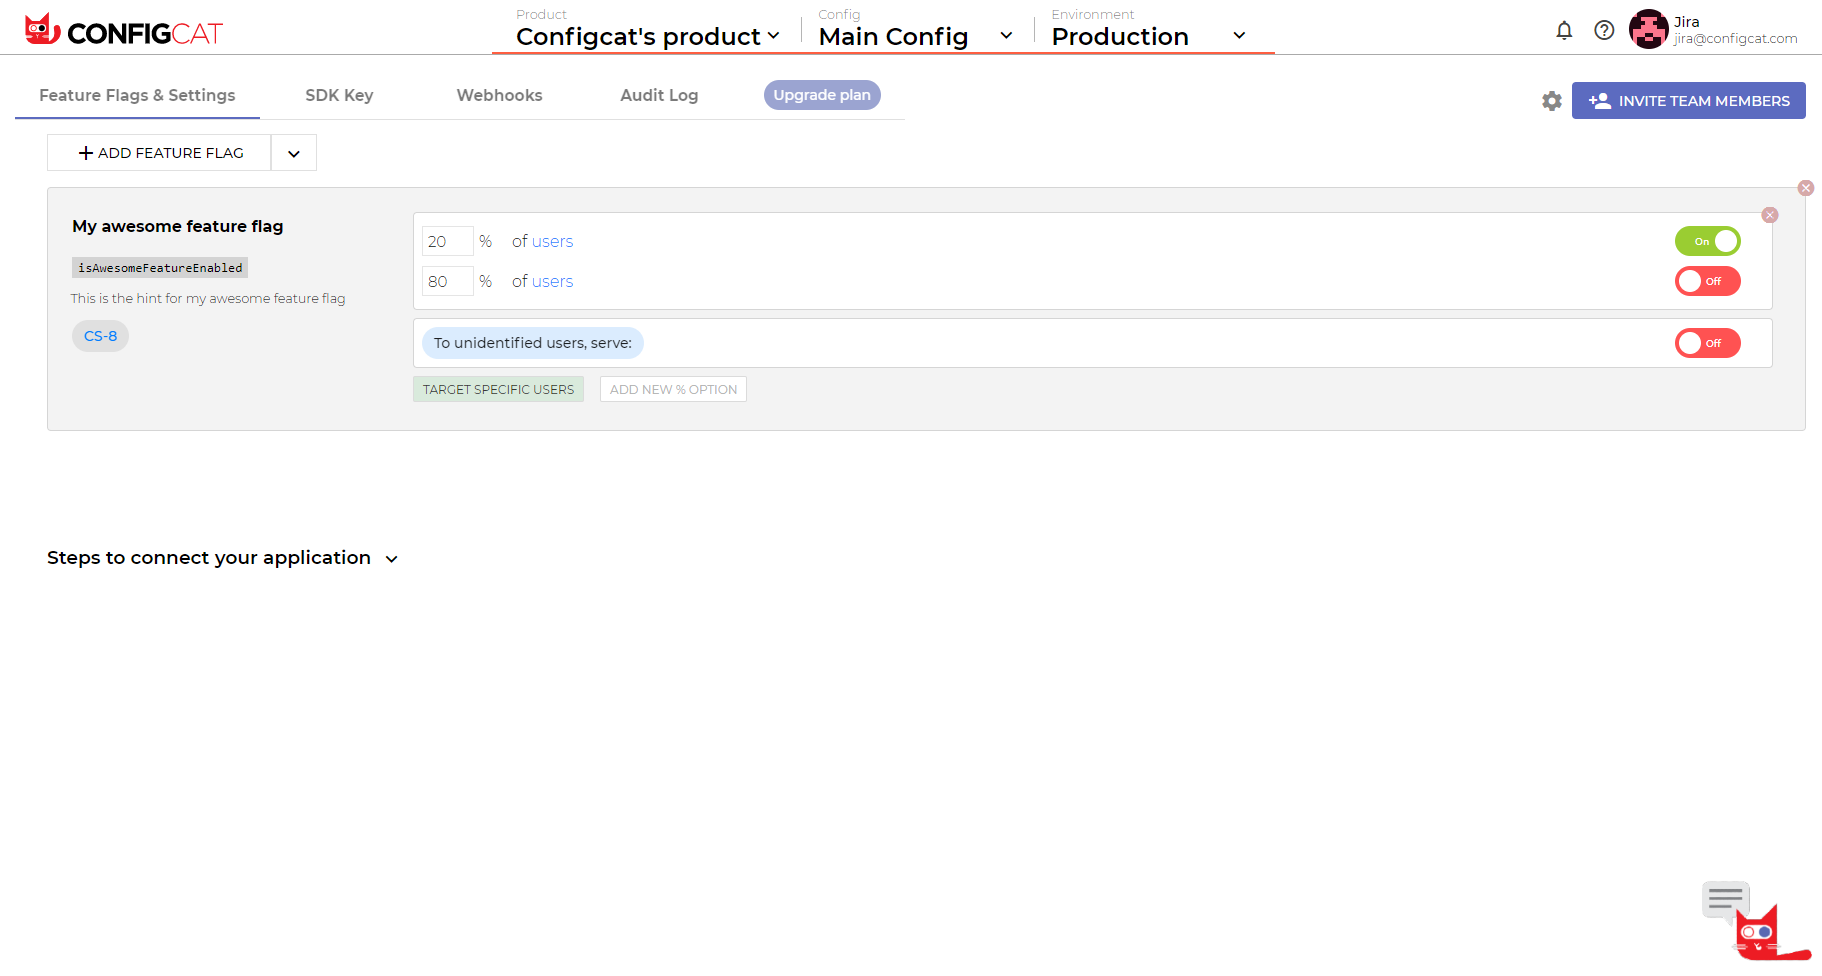 CONFIGCAT
Product
Configcat's product
Config
Main Config
Environment
Production
Jira
jira@configcat.com
Feature Flags & Settings
SDK Key
Webhooks
Audit Log
Upgrade plan
INVITE TEAM MEMBERS
ADD FEATURE FLAG
My awesome feature flag
isAwesomeFeatureEnabled
This is the hint for my awesome feature flag
CS-8
20 % of users
On
80 % of users
Off
To unidentified users, serve:
Off
TARGET SPECIFIC USERS
ADD NEW % OPTION
Steps to connect your application